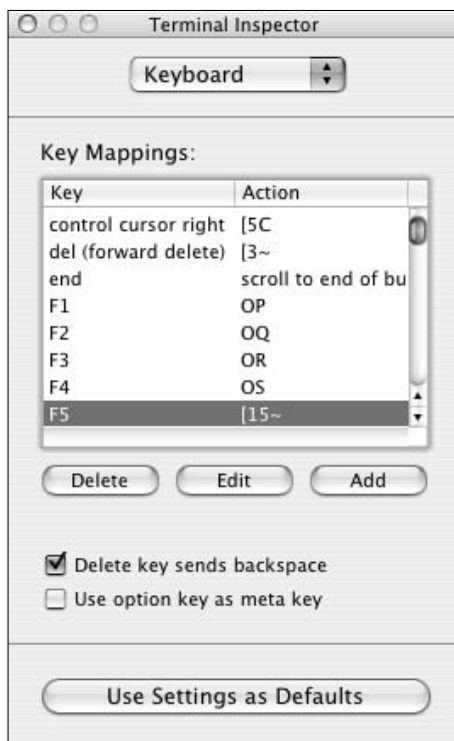 Terminal Inspector
Keyboard
Key Mappings:
Key Action
control cursor right [5C
del (forward delete) [3~
end scroll to end of bu
F1 OP
F2 OQ
F3 OR
F4 OS
F5 [15~
Delete Edit Add
Delete key sends backspace
Use option key as meta key
Use Settings as Defaults